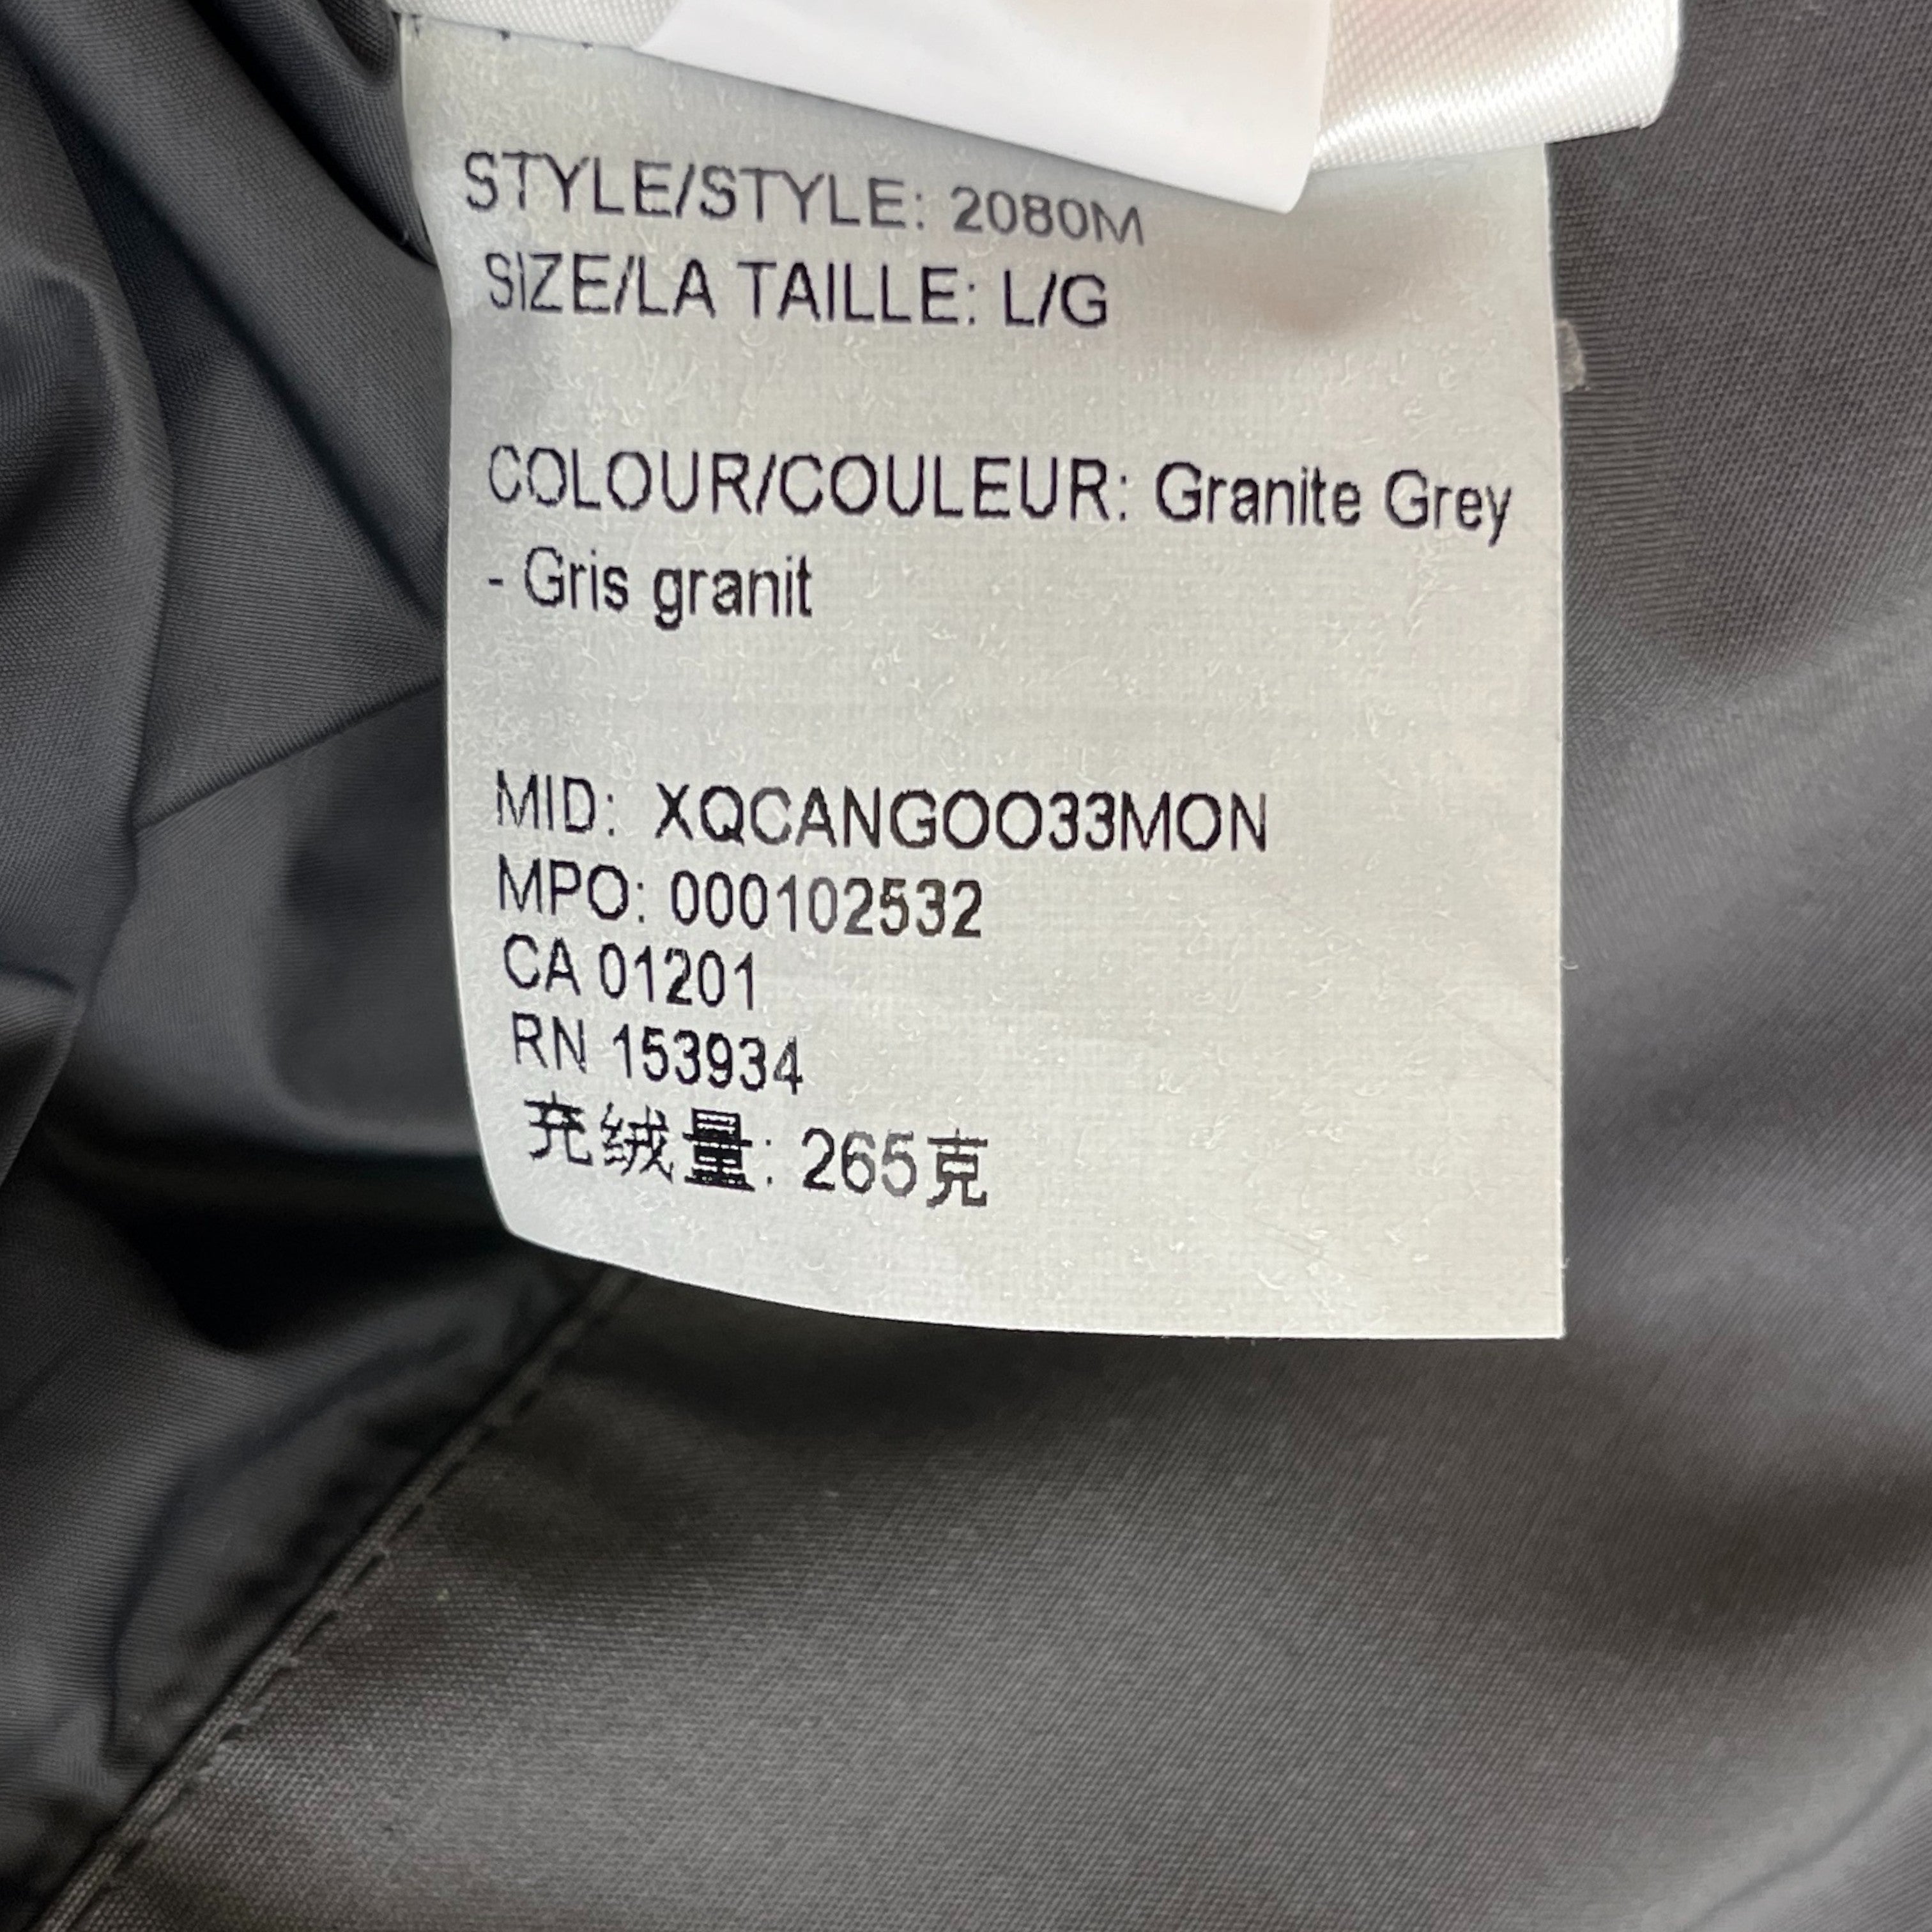 STYLE/STYLE: 2080M
SIZE/LA TAILLE: L/G
COLOUR/COULEUR: Granite Grey
- Gris granit
MID: XQCANGOO33MON
MPO: 000102532
CA 01201
RN 153934
充绒量: 265克